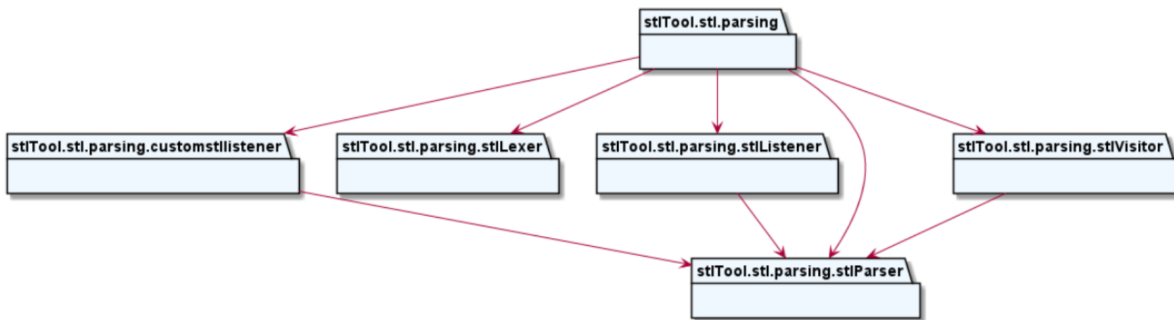 stlTool.stl.parsing
stlTool.stl.parsing.customstllistener
stlTool.stl.parsing.stlLexer
stlTool.stl.parsing.stlListener
stlTool.stl.parsing.stlVisitor
stlTool.stl.parsing.stlParser